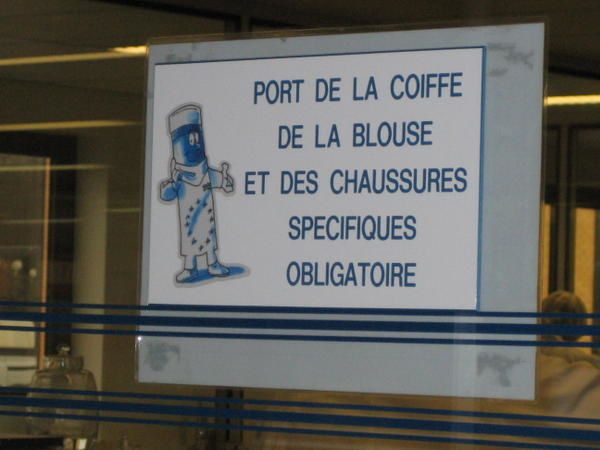 PORT DE LA COIFFE
DE LA BLOUSE
ET DES CHAUSSURES
SPECIFIQUES
OBLIGATOIRE